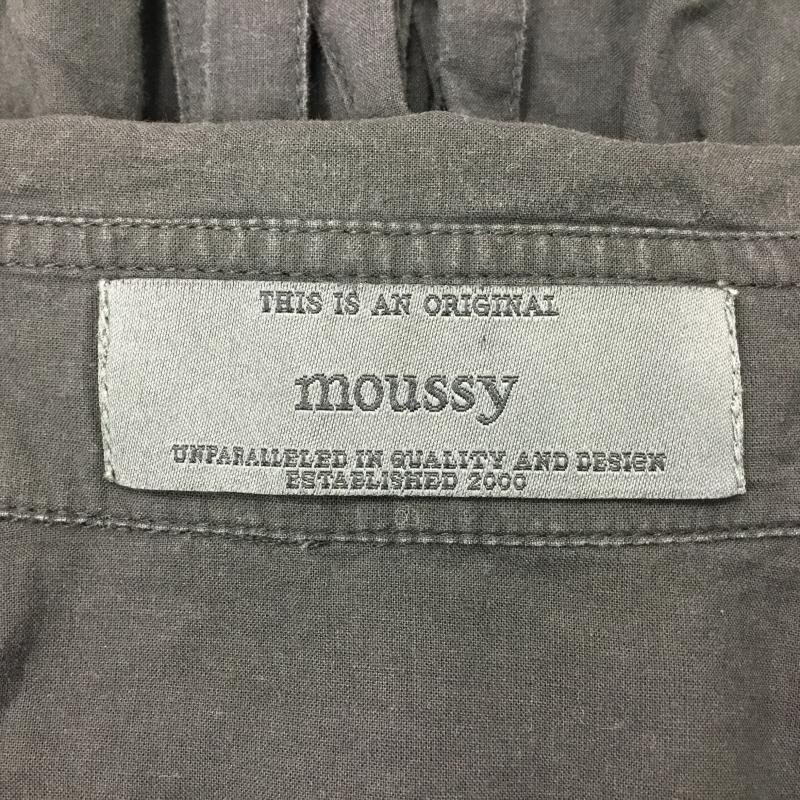 THIS IS AN ORIGINAL
moussy
UNPARALLELED IN QUALITY AND DESIGN
ESTABLISHED 2000